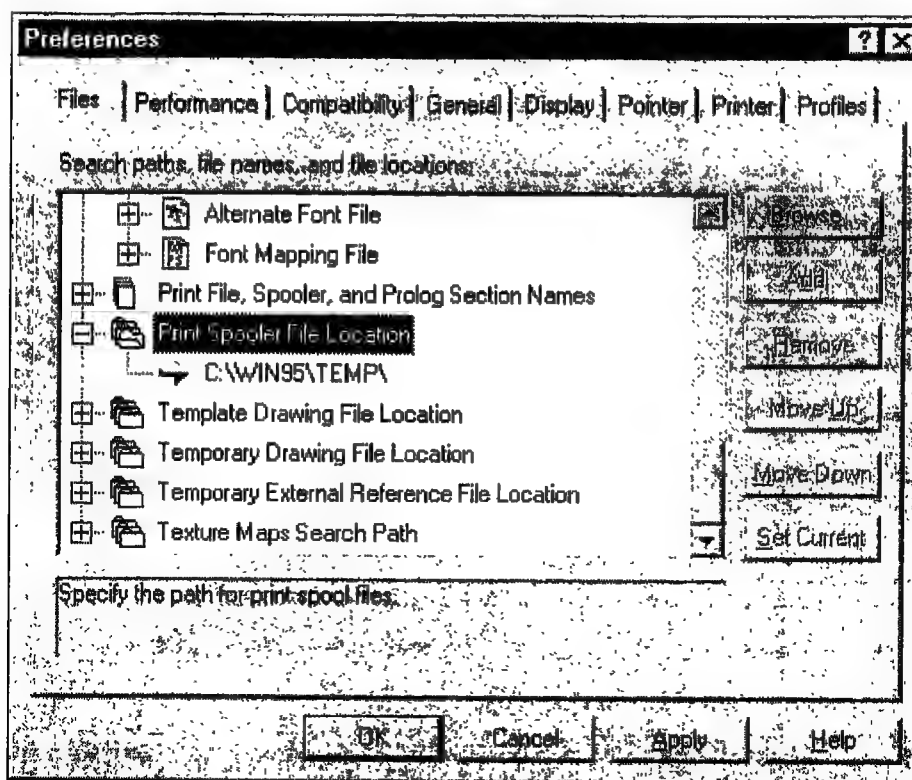 Preferences
Files Performance Compatibility General Display Pointer Printer Profiles
Search paths, file names, and file locations:
Alternate Font File
Font Mapping File
Print File, Spooler, and Prolog Section Names
Print Spooler File Location
C:\WIN95\TEMP\
Template Drawing File Location
Temporary Drawing File Location
Temporary External Reference File Location
Texture Maps Search Path
Browse...
Add
Remove
Move Up
Move Down
Set Current
Specify the path for print spool files.
OK Cancel Apply Help